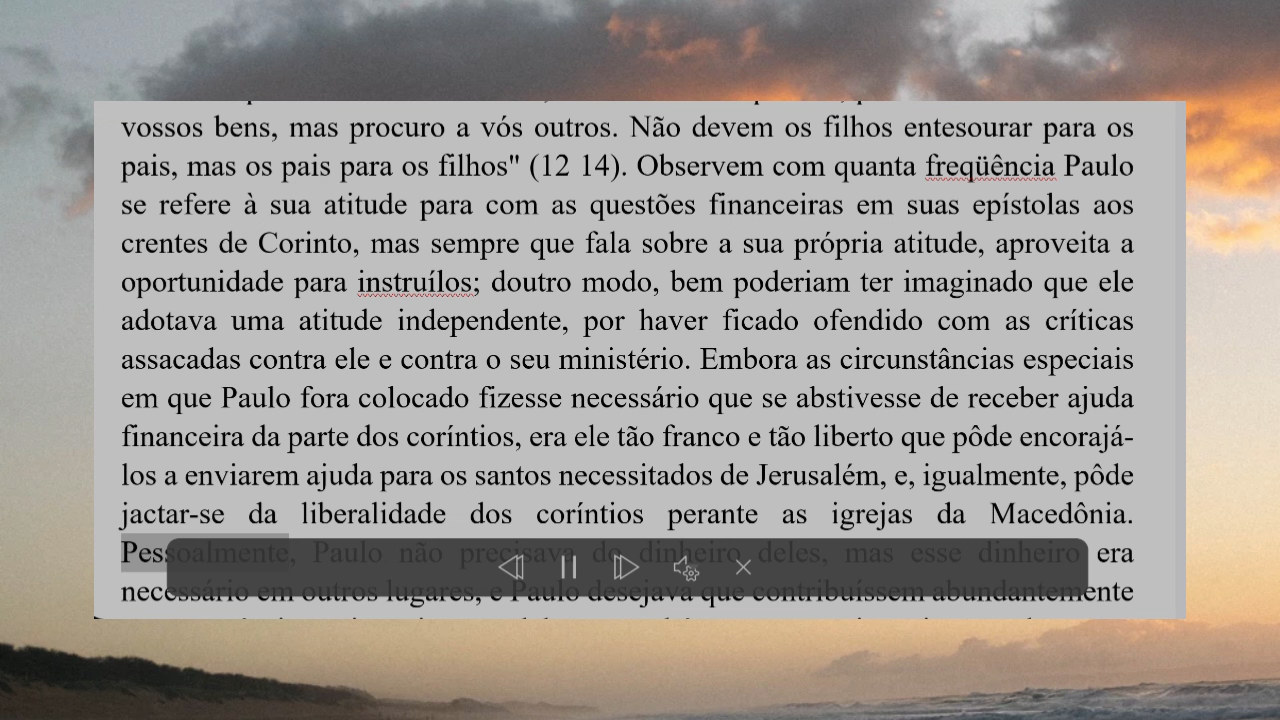 vossos bens, mas procuro a vós outros. Não devem os filhos entesourar para os
pais, mas os pais para os filhos" (12 14). Observem com quanta freqüência Paulo
se refere à sua atitude para com as questões financeiras em suas epístolas aos
crentes de Corinto, mas sempre que fala sobre a sua própria atitude, aproveita a
oportunidade para instruílos; doutro modo, bem poderiam ter imaginado que ele
adotava uma atitude independente, por haver ficado ofendido com as críticas
assacadas contra ele e contra o seu ministério. Embora as circunstâncias especiais
em que Paulo fora colocado fizesse necessário que se abstivesse de receber ajuda
financeira da parte dos coríntios, era ele tão franco e tão liberto que pôde encorajá-
los a enviarem ajuda para os santos necessitados de Jerusalém, e, igualmente, pôde
jactar-se da liberalidade dos coríntios perante as igrejas da Macedônia.
Pessoalmente, Paulo não precisava do dinheiro deles, mas esse dinheiro era
necessário em outros lugares, e Paulo desejava que contribuíssem abundantemente